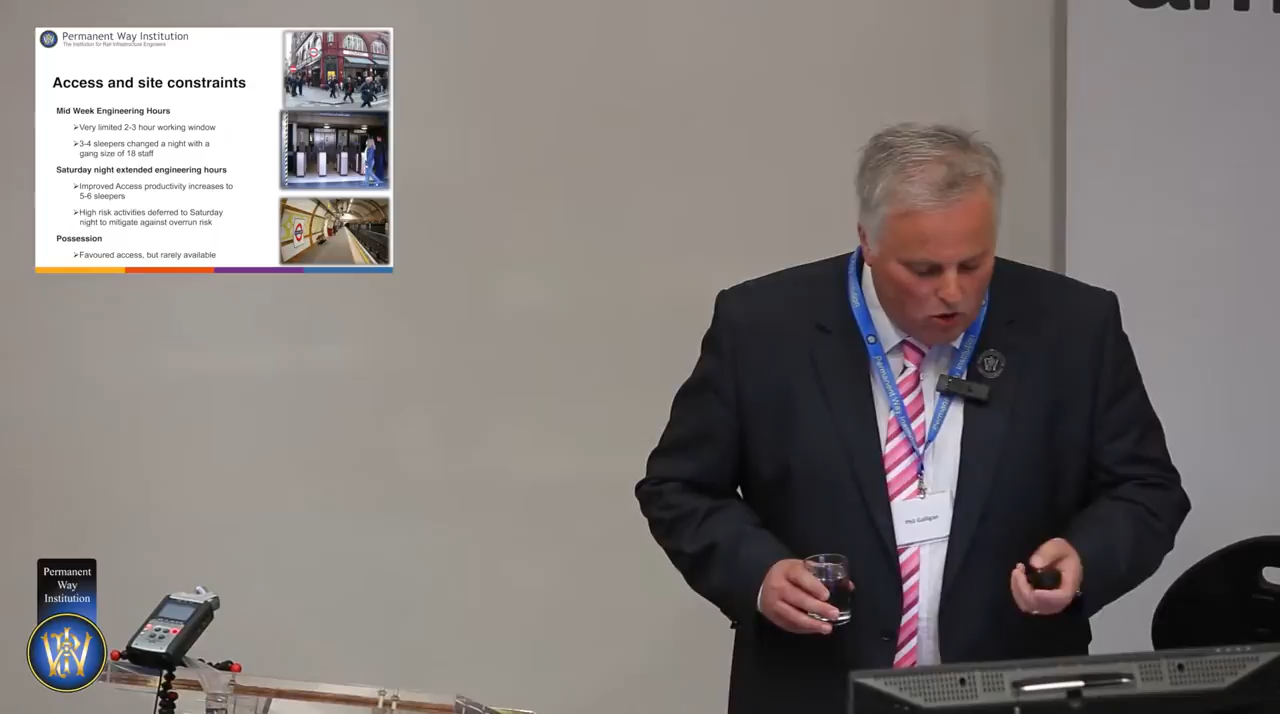 Permanent Way Institution
The Institution for Rail Infrastructure Engineers
Access and site constraints
Mid Week Engineering Hours
➢Very limited 2-3 hour working window
➢3-4 sleepers changed a night with a
gang size of 18 staff
Saturday night extended engineering hours
➢Improved Access productivity increases to
5-6 sleepers
➢High risk activities deferred to Saturday
night to mitigate against overrun risk
Possession
➢Favoured access, but rarely available
Permanent Way Institution
Permanent
Way
Institution